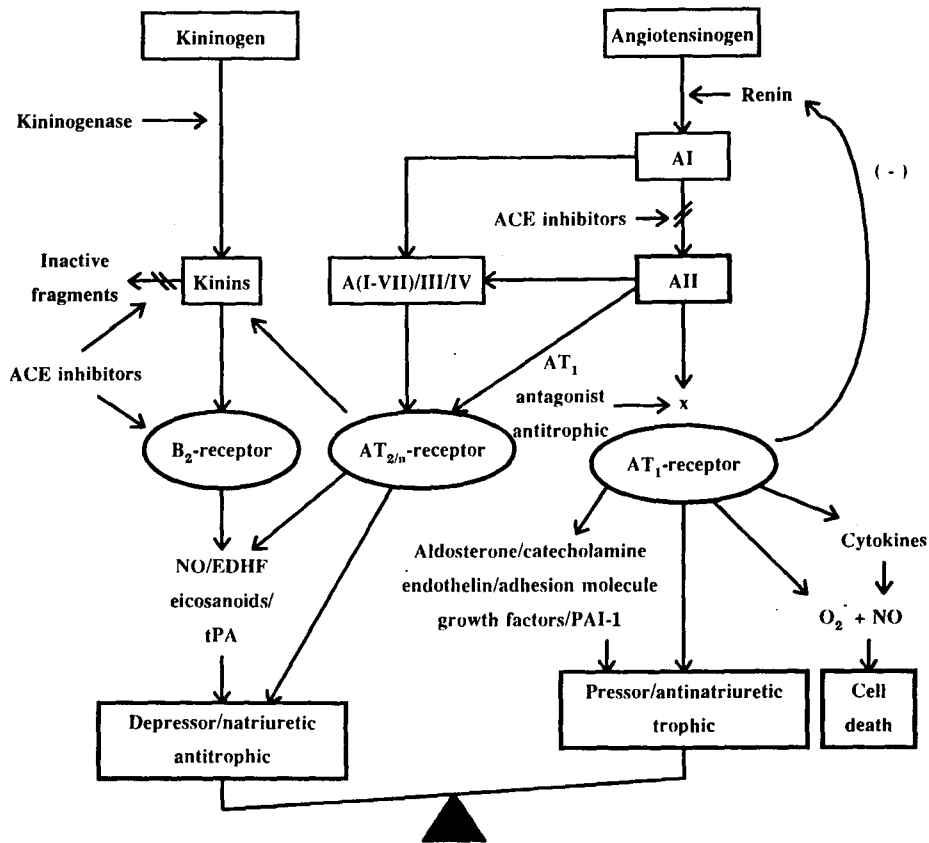 Kininogen
Angiotensinogen
Kininogenase
Renin
AI
( - )
ACE inhibitors
Inactive
fragments
Kinins
A(I-VII)/III/IV
AII
ACE inhibitors
AT₁
antagonist
antitrophic
x
B₂-receptor
AT₂/ₙ-receptor
AT₁-receptor
NO/EDHF
eicosanoids/
tPA
Aldosterone/catecholamine
endothelin/adhesion molecule
growth factors/PAI-1
Cytokines
O₂⁻ + NO
Depressor/natriuretic
antitrophic
Pressor/antinatriuretic
trophic
Cell
death